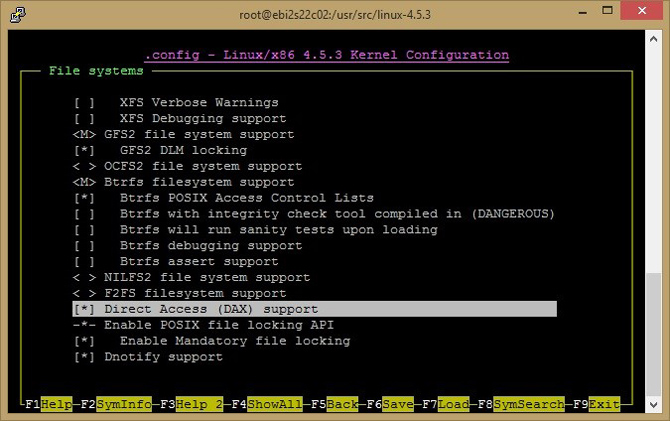 root@ebi2s22c02:/usr/src/linux-4.5.3
.config - Linux/x86 4.5.3 Kernel Configuration
File systems
[ ] XFS Verbose Warnings
[ ] XFS Debugging support
<M> GFS2 file system support
[*] GFS2 DLM locking
< > OCFS2 file system support
<M> Btrfs filesystem support
[*] Btrfs POSIX Access Control Lists
[ ] Btrfs with integrity check tool compiled in (DANGEROUS)
[ ] Btrfs will run sanity tests upon loading
[ ] Btrfs debugging support
[ ] Btrfs assert support
< > NILFS2 file system support
< > F2FS filesystem support
[*] Direct Access (DAX) support
-*- Enable POSIX file locking API
[*] Enable Mandatory file locking
[*] Dnotify support
F1Help F2SymInfo F3Help 2 F4ShowAll F5Back F6Save F7Load F8SymSearch F9Exit